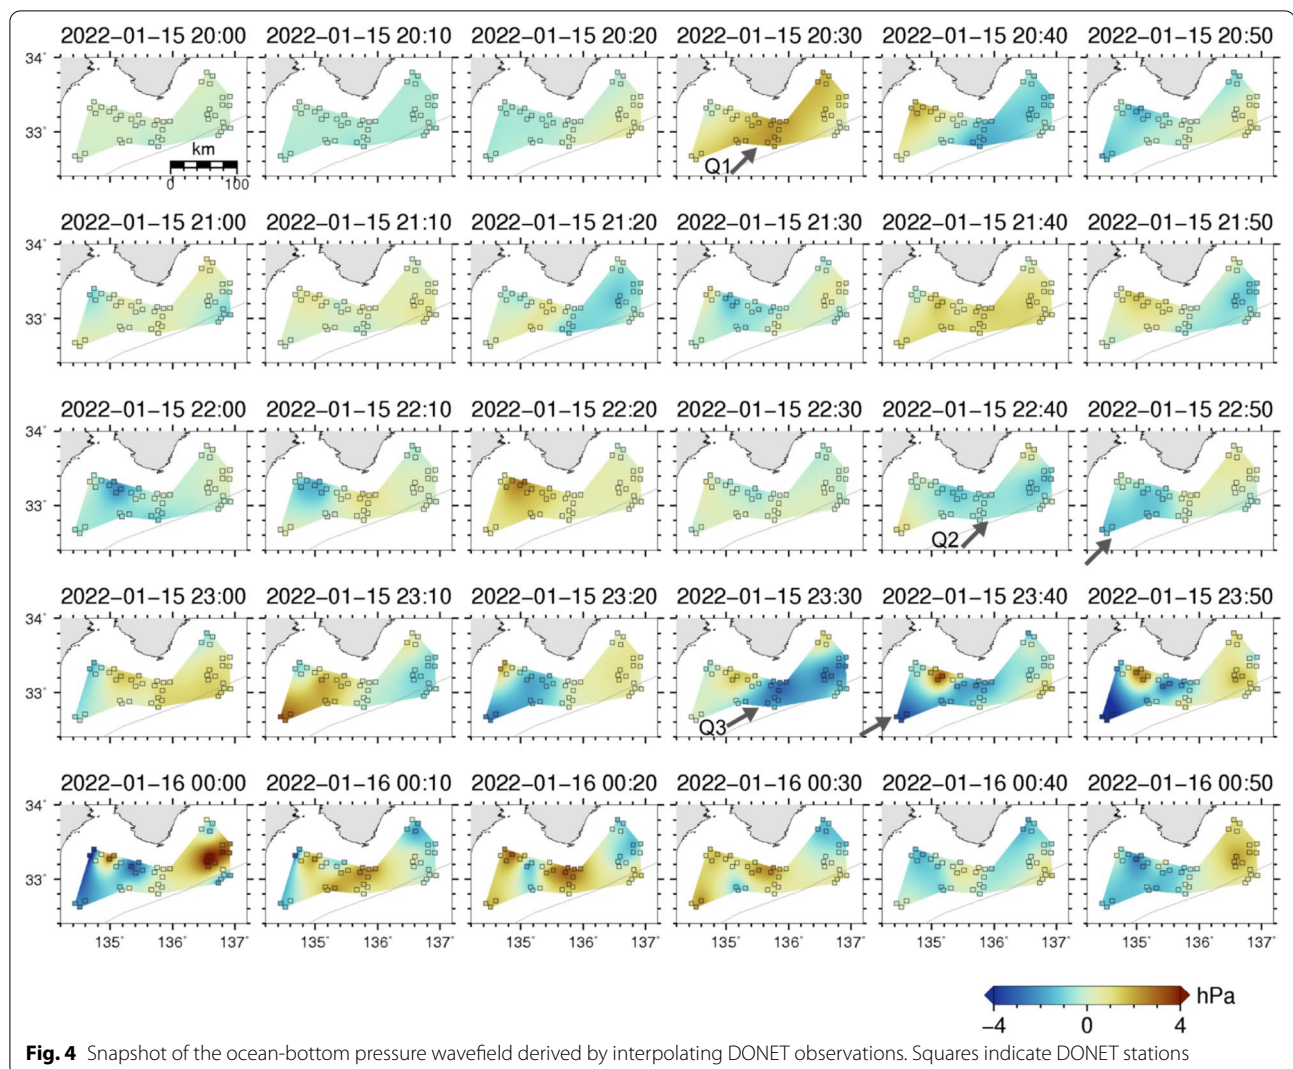 2022-01-15 20:00 2022-01-15 20:10 2022-01-15 20:20 2022-01-15 20:30 2022-01-15 20:40 2022-01-15 20:50
34°
33°
km
0 100
Q1
2022-01-15 21:00 2022-01-15 21:10 2022-01-15 21:20 2022-01-15 21:30 2022-01-15 21:40 2022-01-15 21:50
34°
33°
2022-01-15 22:00 2022-01-15 22:10 2022-01-15 22:20 2022-01-15 22:30 2022-01-15 22:40 2022-01-15 22:50
34°
33°
Q2
2022-01-15 23:00 2022-01-15 23:10 2022-01-15 23:20 2022-01-15 23:30 2022-01-15 23:40 2022-01-15 23:50
34°
33°
Q3
2022-01-16 00:00 2022-01-16 00:10 2022-01-16 00:20 2022-01-16 00:30 2022-01-16 00:40 2022-01-16 00:50
34°
33°
135° 136° 137° 135° 136° 137° 135° 136° 137° 135° 136° 137° 135° 136° 137° 135° 136° 137°
hPa
-4 0 4
Fig. 4 Snapshot of the ocean-bottom pressure wavefield derived by interpolating DONET observations. Squares indicate DONET stations